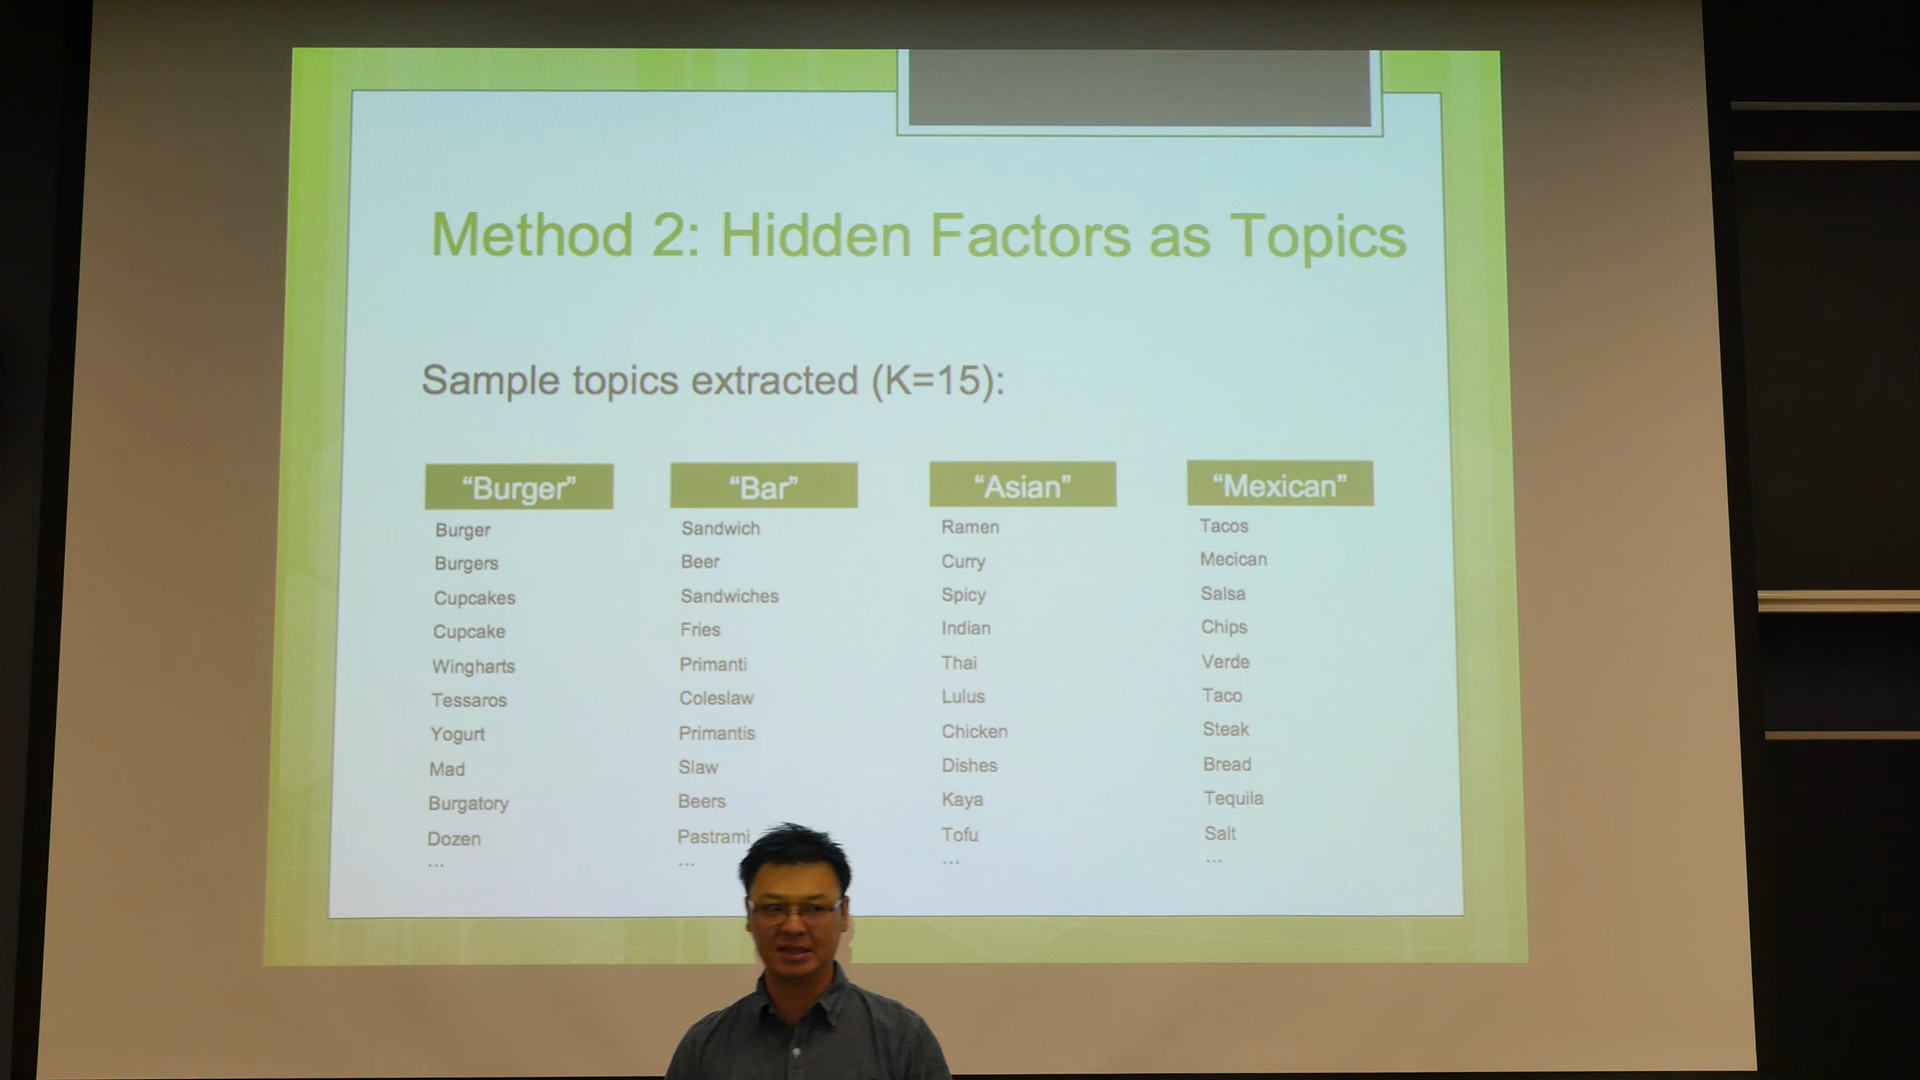 Method 2: Hidden Factors as Topics
Sample topics extracted (K=15):
“Burger”
Burger
Burgers
Cupcakes
Cupcake
Wingharts
Tessaros
Yogurt
Mad
Burgatory
Dozen
...
“Bar”
Sandwich
Beer
Sandwiches
Fries
Primanti
Coleslaw
Primantis
Slaw
Beers
Pastrami
...
“Asian”
Ramen
Curry
Spicy
Indian
Thai
Lulus
Chicken
Dishes
Kaya
Tofu
...
“Mexican”
Tacos
Mecican
Salsa
Chips
Verde
Taco
Steak
Bread
Tequila
Salt
...